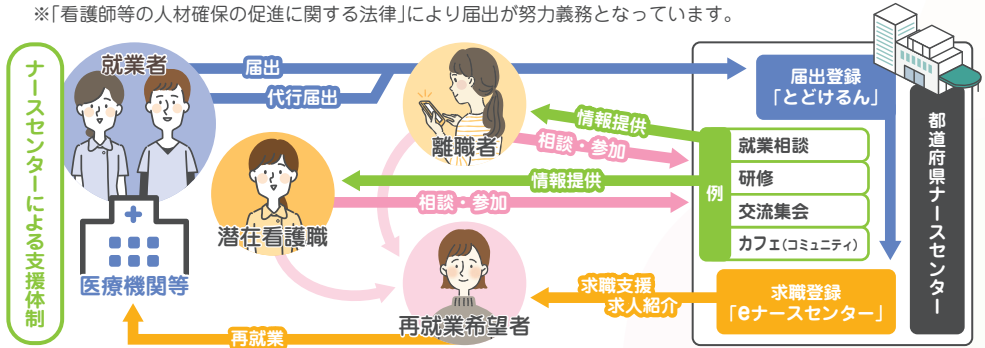 ※「看護師等の人材確保の促進に関する法律」により届出が努力義務となっています。
ナースセンターによる支援体制
就業者
届出
代行届出
離職者
届出登録
「とどけるん」
都道府県ナースセンター
情報提供
相談・参加
例
就業相談
研修
交流集会
カフェ(コミュニティ)
情報提供
相談・参加
潜在看護職
医療機関等
再就業希望者
求職支援
求人紹介
求職登録
「eナースセンター」
再就業